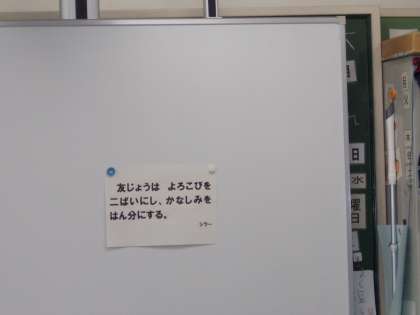 友じょうは　よろこびを
二ばいにし、かなしみを
はん分にする。
シラー
日
水
曜
日